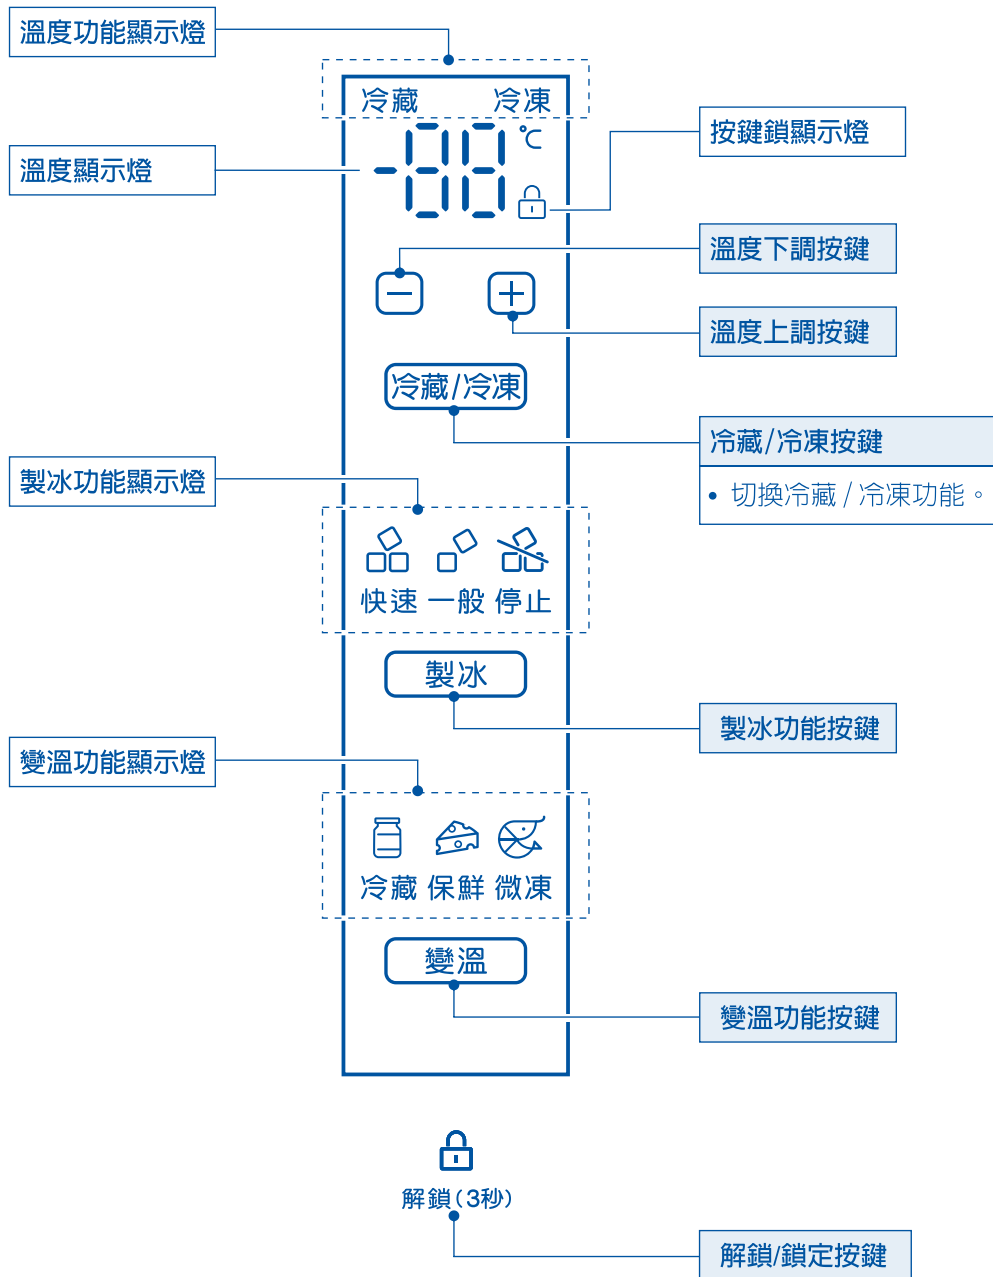 溫度功能顯示燈
冷藏 冷凍
-88 °C
按鍵鎖顯示燈
溫度顯示燈
溫度下調按鍵
溫度上調按鍵
冷藏/冷凍
冷藏/冷凍按鍵
• 切換冷藏 / 冷凍功能。
製冰功能顯示燈
快速 一般 停止
製冰
製冰功能按鍵
變溫功能顯示燈
冷藏 保鮮 微凍
變溫
變溫功能按鍵
解鎖(3秒)
解鎖/鎖定按鍵